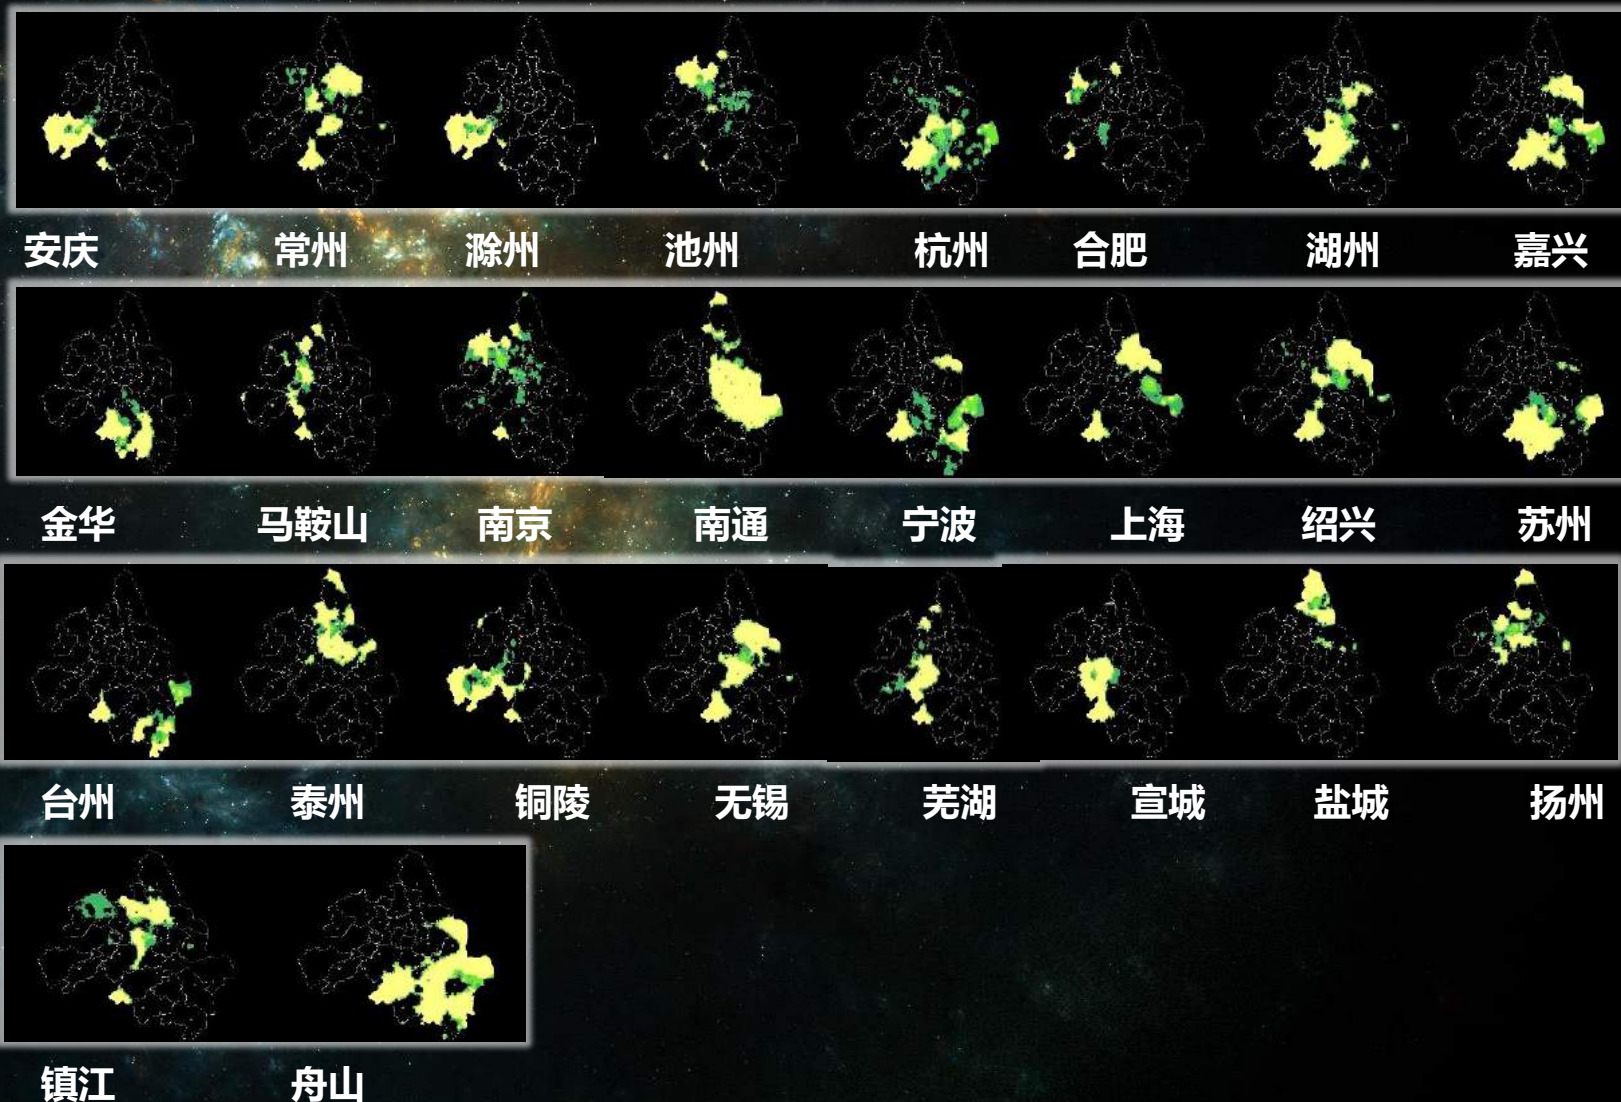 安庆 常州 滁州 池州 杭州 合肥 湖州 嘉兴
金华 马鞍山 南京 南通 宁波 上海 绍兴 苏州
台州 泰州 铜陵 无锡 芜湖 宣城 盐城 扬州
镇江 舟山